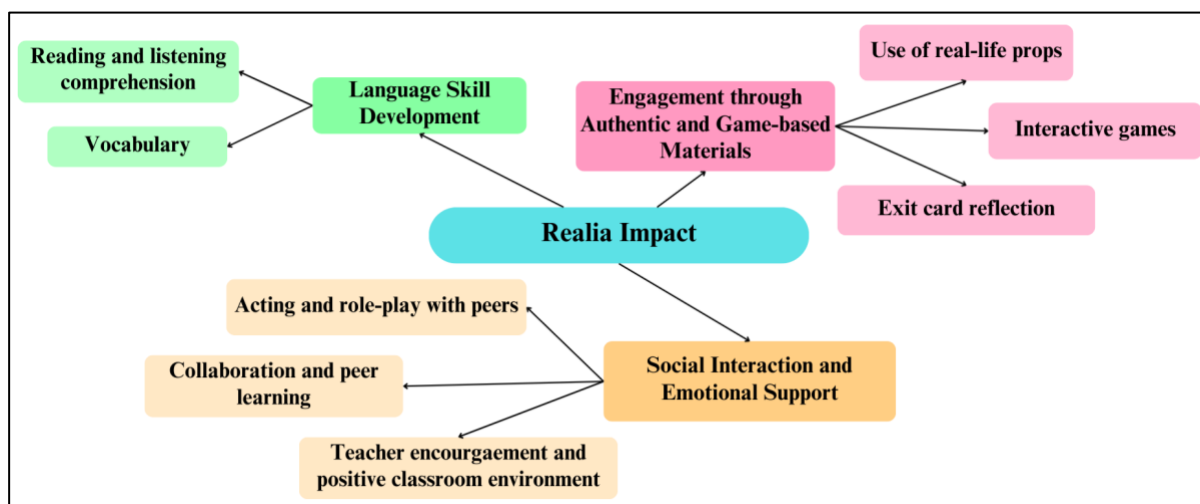 Reading and listening
comprehension
Vocabulary
Language Skill
Development
Engagement through
Authentic and Game-based
Materials
Use of real-life props
Interactive games
Exit card reflection
Realia Impact
Acting and role-play with peers
Collaboration and peer
learning
Teacher encourgaement and
positive classroom environment
Social Interaction and
Emotional Support